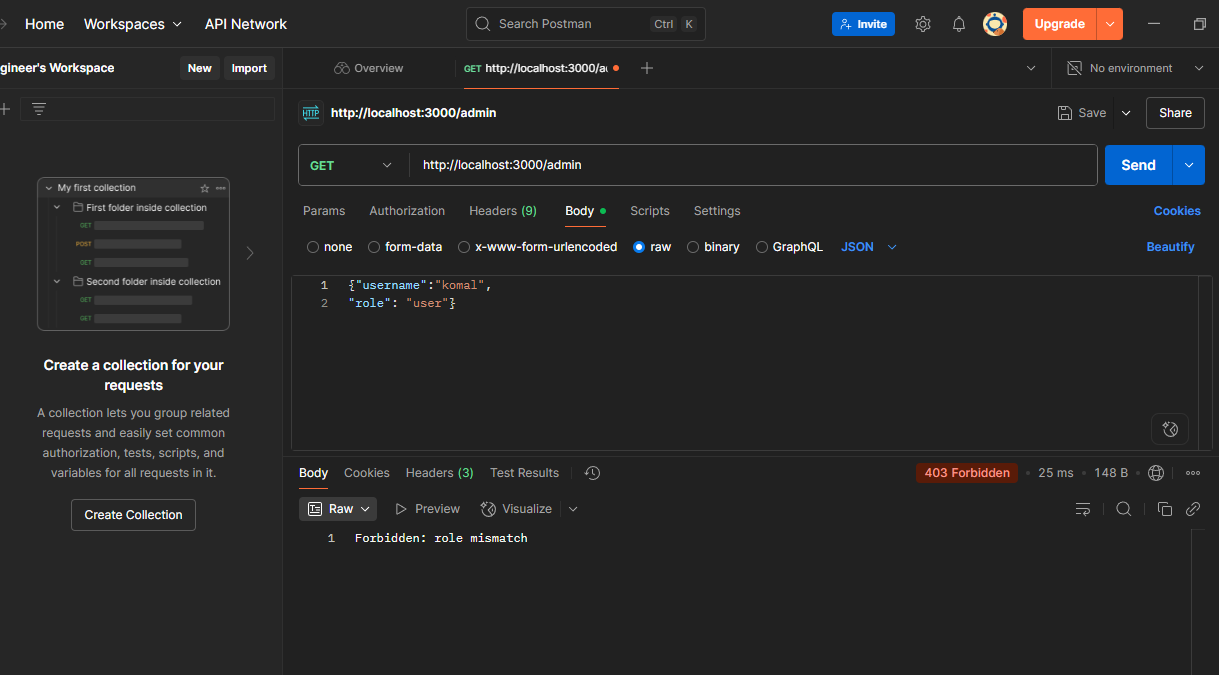 Home Workspaces API Network Search Postman Ctrl K Invite Upgrade
gineer's Workspace New Import Overview GET http://localhost:3000/a No environment
HTTP http://localhost:3000/admin Save Share
GET http://localhost:3000/admin Send
Params Authorization Headers (9) Body Scripts Settings Cookies
none form-data x-www-form-urlencoded raw binary GraphQL JSON Beautify
1 {"username":"komal",
2 "role": "user"}
My first collection
First folder inside collection
GET
POST
GET
Second folder inside collection
GET
GET
Create a collection for your
requests
A collection lets you group related
requests and easily set common
authorization, tests, scripts, and
variables for all requests in it.
Create Collection
Body Cookies Headers (3) Test Results 403 Forbidden 25 ms 148 B
Raw Preview Visualize
1 Forbidden: role mismatch